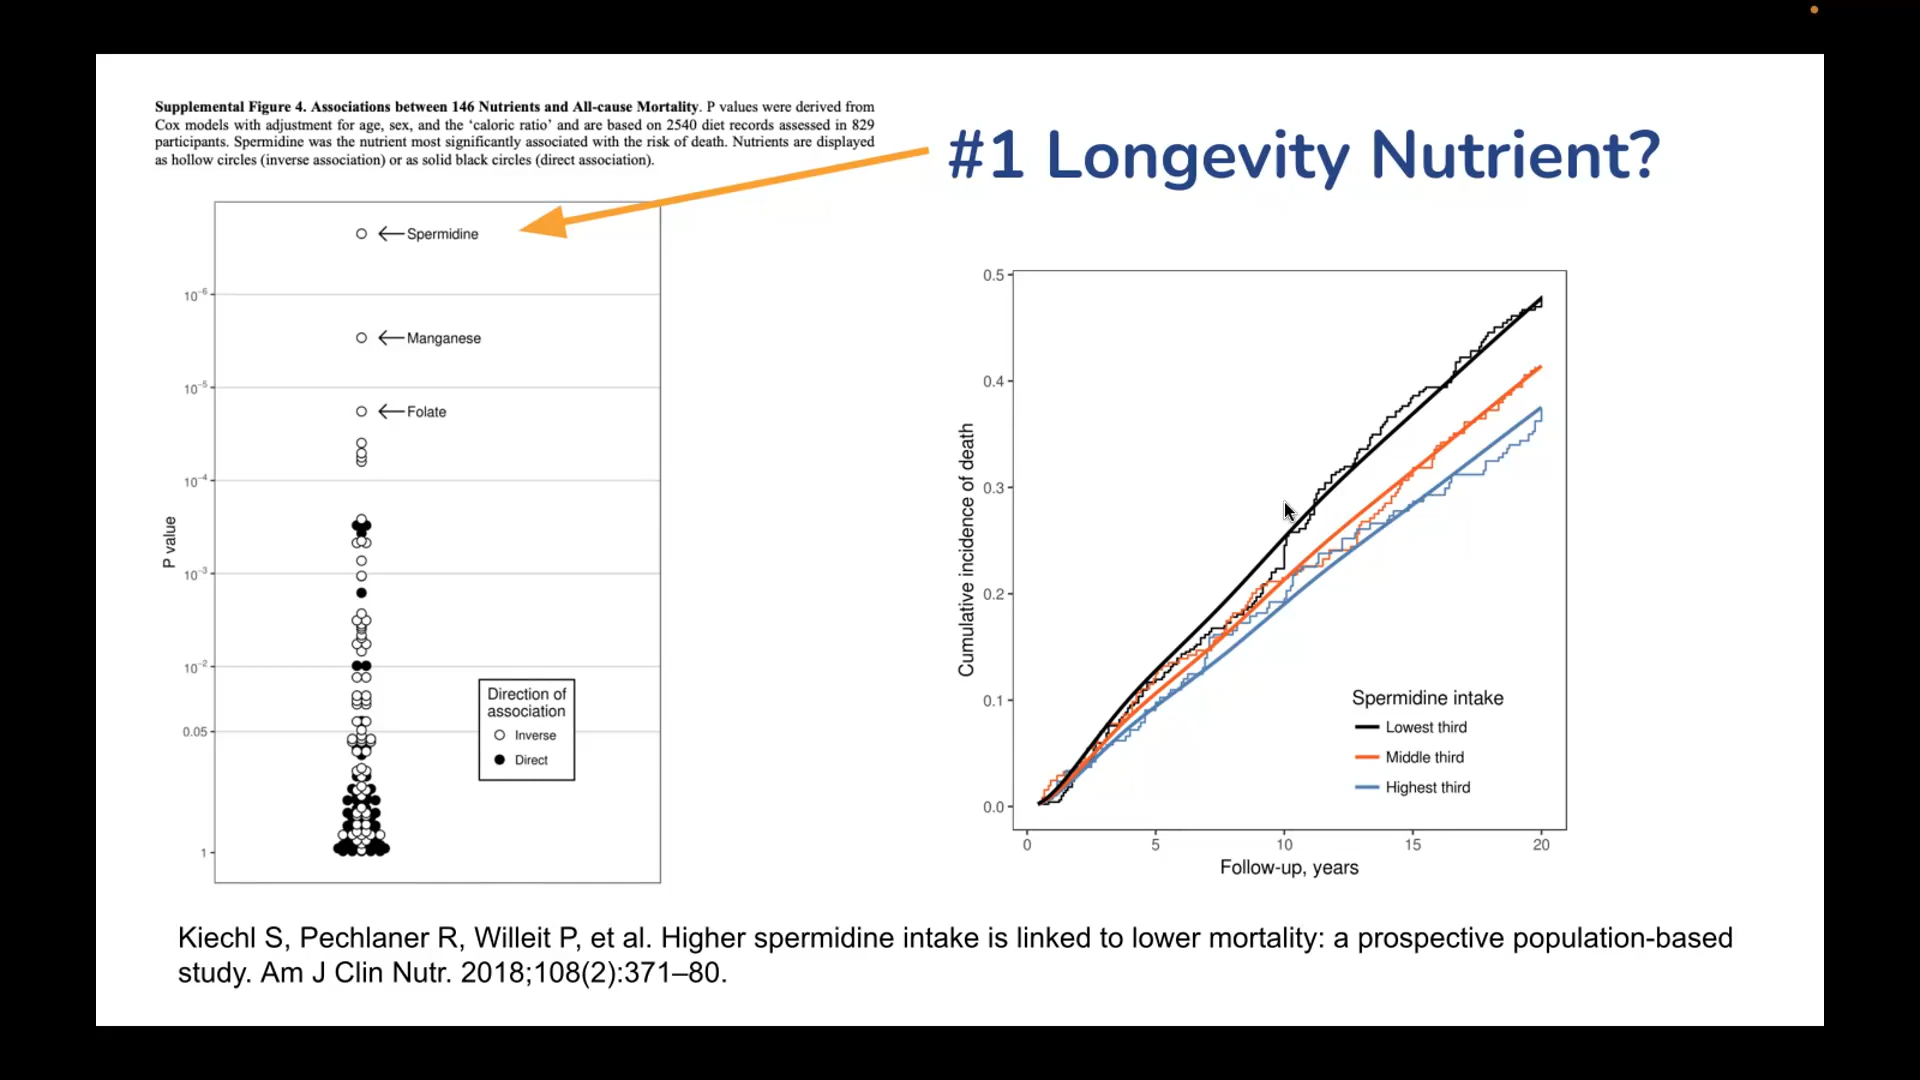 Supplemental Figure 4. Associations between 146 Nutrients and All-cause Mortality. P values were derived from
Cox models with adjustment for age, sex, and the ‘caloric ratio’ and are based on 2540 diet records assessed in 829
participants. Spermidine was the nutrient most significantly associated with the risk of death. Nutrients are displayed
as hollow circles (inverse association) or as solid black circles (direct association).
#1 Longevity Nutrient?
Spermidine
10⁻⁶
Manganese
10⁻⁵
Folate
10⁻⁴
P value
10⁻³
10⁻²
0.05
1
Direction of
association
Inverse
Direct
0.5
0.4
0.3
0.2
0.1
0.0
Cumulative incidence of death
Spermidine intake
Lowest third
Middle third
Highest third
0 5 10 15 20
Follow-up, years
Kiechl S, Pechlaner R, Willeit P, et al. Higher spermidine intake is linked to lower mortality: a prospective population-based
study. Am J Clin Nutr. 2018;108(2):371–80.